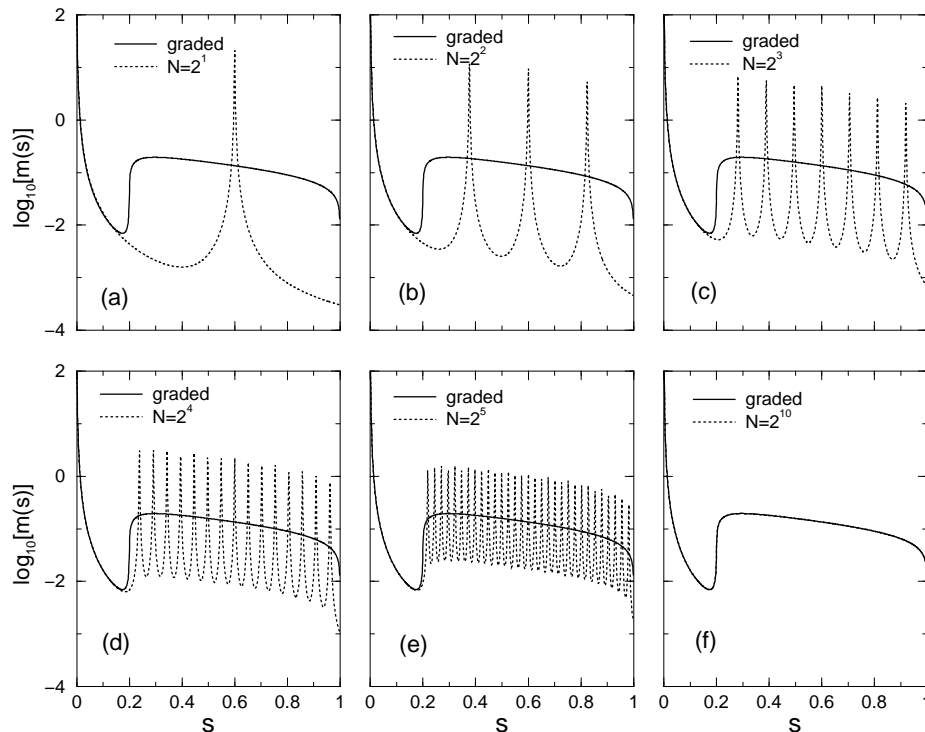 2
0
−2
−4
log10[m(s)]
graded
N=2^1
(a)
graded
N=2^2
(b)
graded
N=2^3
(c)
2
0
−2
−4
log10[m(s)]
graded
N=2^4
(d)
graded
N=2^5
(e)
graded
N=2^10
(f)
0 0.2 0.4 0.6 0.8 1
0 0.2 0.4 0.6 0.8 1
0 0.2 0.4 0.6 0.8 1
s
s
s